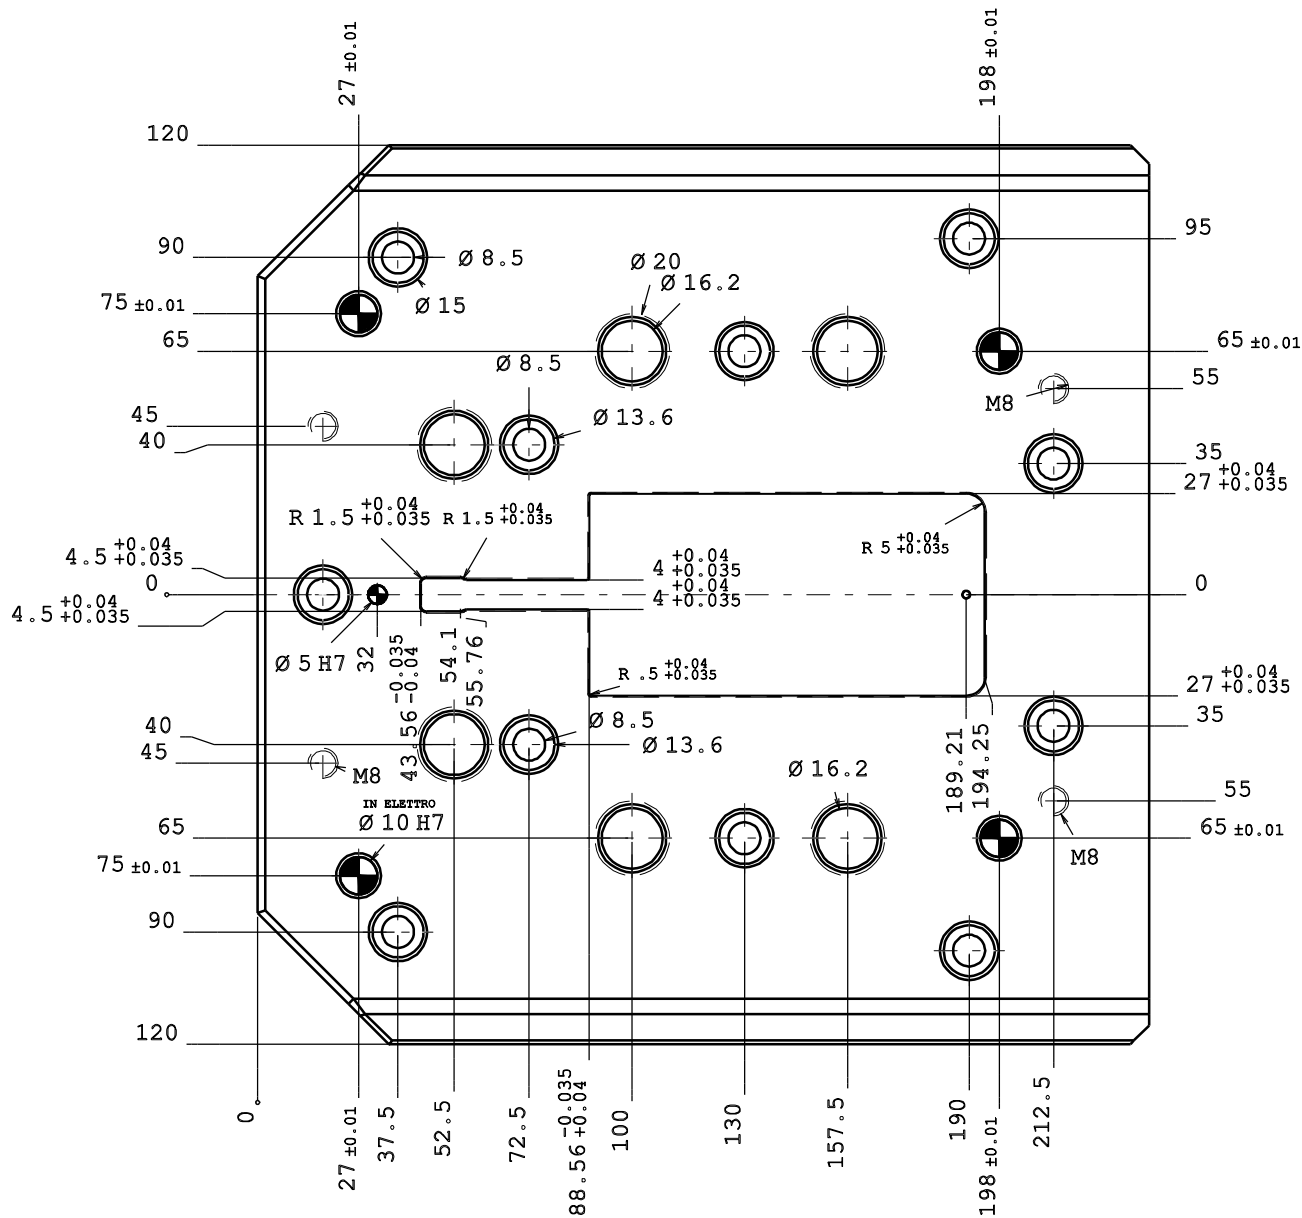 27 ±0.01
198 ±0.01
120
90
Ø 8.5
Ø 20
Ø 16.2
95
75 ±0.01
Ø 15
65
65 ±0.01
Ø 8.5
55
M8
45
Ø 13.6
40
35
27 +0.04 +0.035
R 1.5 +0.04 +0.035
R 1.5 +0.04 +0.035
R 5 +0.04 +0.035
4.5 +0.04 +0.035
4 +0.04 +0.035
0
0
4 +0.04 +0.035
4.5 +0.04 +0.035
Ø 5 H7
32
43.56 -0.035 -0.04
54.1
55.76
R .5 +0.04 +0.035
27 +0.04 +0.035
40
Ø 8.5
35
45
M8
Ø 13.6
Ø 16.2
189.21
194.25
IN ELETTRO
Ø 10 H7
55
65
65 ±0.01
75 ±0.01
M8
90
120
0
27 ±0.01
37.5
52.5
72.5
88.56 -0.035 +0.04
100
130
157.5
190
198 ±0.01
212.5